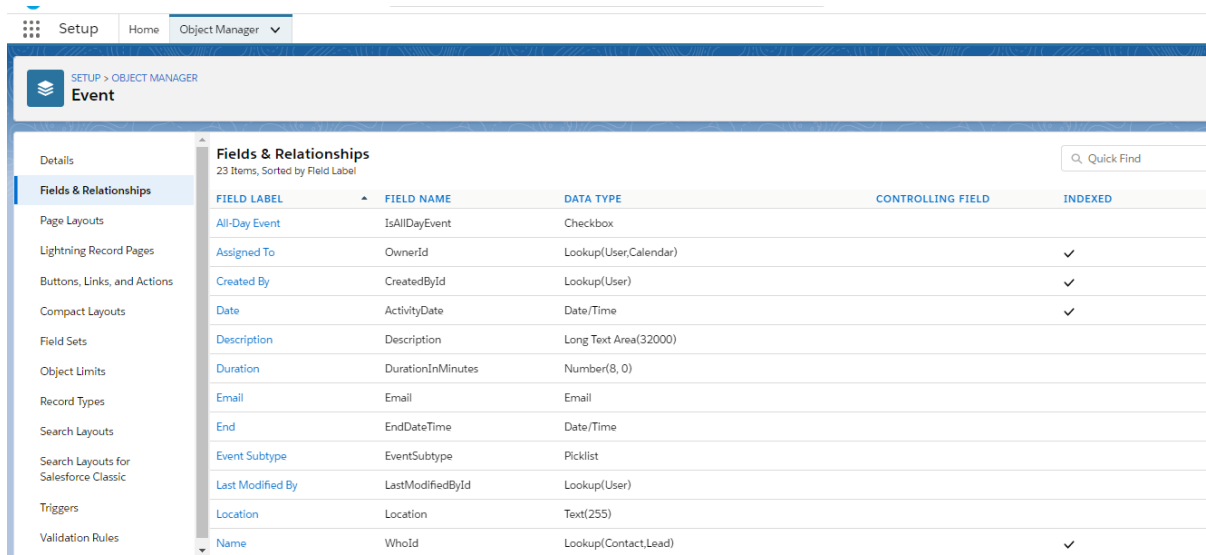 Setup Home Object Manager
SETUP > OBJECT MANAGER
Event
Details
Fields & Relationships
Page Layouts
Lightning Record Pages
Buttons, Links, and Actions
Compact Layouts
Field Sets
Object Limits
Record Types
Search Layouts
Search Layouts for
Salesforce Classic
Triggers
Validation Rules
Fields & Relationships
23 Items, Sorted by Field Label
Quick Find
FIELD LABEL FIELD NAME DATA TYPE CONTROLLING FIELD INDEXED
All-Day Event IsAllDayEvent Checkbox
Assigned To OwnerId Lookup(User,Calendar)
Created By CreatedById Lookup(User)
Date ActivityDate Date/Time
Description Description Long Text Area(32000)
Duration DurationInMinutes Number(8, 0)
Email Email Email
End EndDateTime Date/Time
Event Subtype EventSubtype Picklist
Last Modified By LastModifiedById Lookup(User)
Location Location Text(255)
Name WhoId Lookup(Contact,Lead)